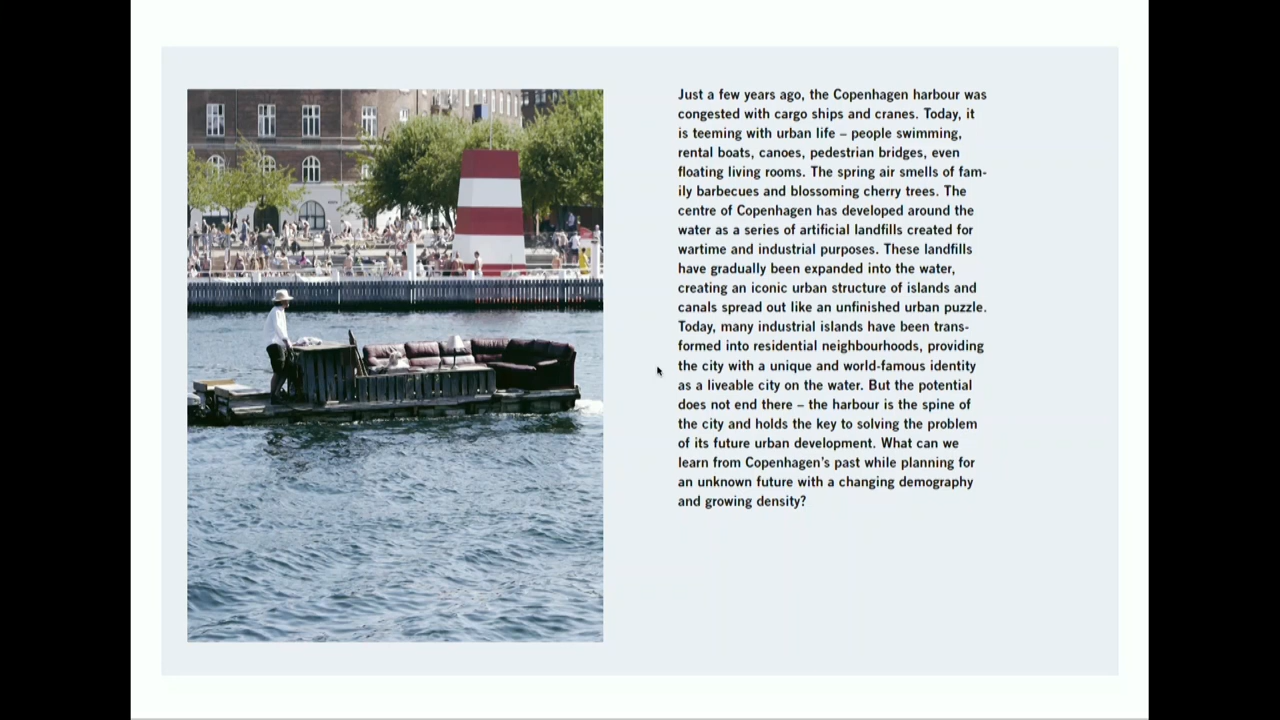 Just a few years ago, the Copenhagen harbour was
congested with cargo ships and cranes. Today, it
is teeming with urban life – people swimming,
rental boats, canoes, pedestrian bridges, even
floating living rooms. The spring air smells of fam-
ily barbecues and blossoming cherry trees. The
centre of Copenhagen has developed around the
water as a series of artificial landfills created for
wartime and industrial purposes. These landfills
have gradually been expanded into the water,
creating an iconic urban structure of islands and
canals spread out like an unfinished urban puzzle.
Today, many industrial islands have been trans-
formed into residential neighbourhoods, providing
the city with a unique and world-famous identity
as a liveable city on the water. But the potential
does not end there – the harbour is the spine of
the city and holds the key to solving the problem
of its future urban development. What can we
learn from Copenhagen's past while planning for
an unknown future with a changing demography
and growing density?